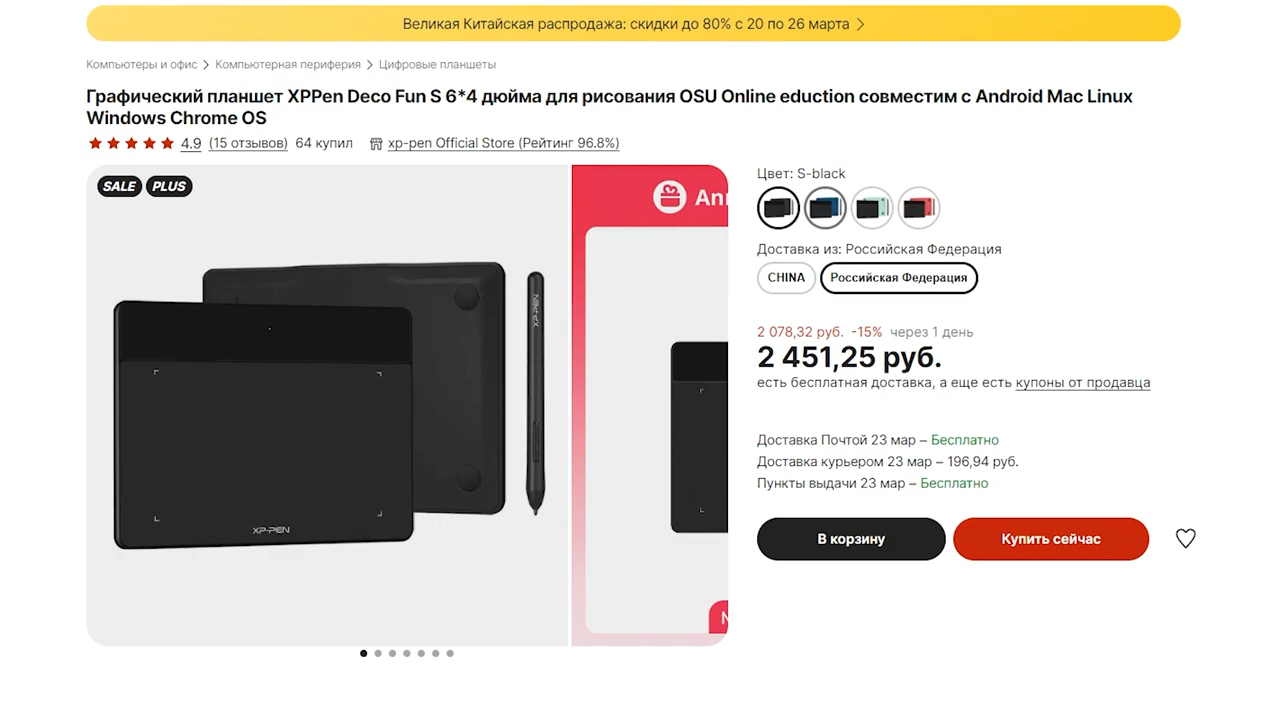 Великая Китайская распродажа: скидки до 80% с 20 по 26 марта
Компьютеры и офис > Компьютерная периферия > Цифровые планшеты
Графический планшет XPPen Deco Fun S 6*4 дюйма для рисования OSU Online eduction совместим с Android Mac Linux
Windows Chrome OS
4.9 (15 отзывов) 64 купил xp-pen Official Store (Рейтинг 96.8%)
SALE PLUS
XPPEN
XP-PEN
Цвет: S-black
Доставка из: Российская Федерация
CHINA Российская Федерация
2 078,32 руб. -15% через 1 день
2 451,25 руб.
есть бесплатная доставка, а еще есть купоны от продавца
Доставка Почтой 23 мар – Бесплатно
Доставка курьером 23 мар – 196,94 руб.
Пункты выдачи 23 мар – Бесплатно
В корзину Купить сейчас